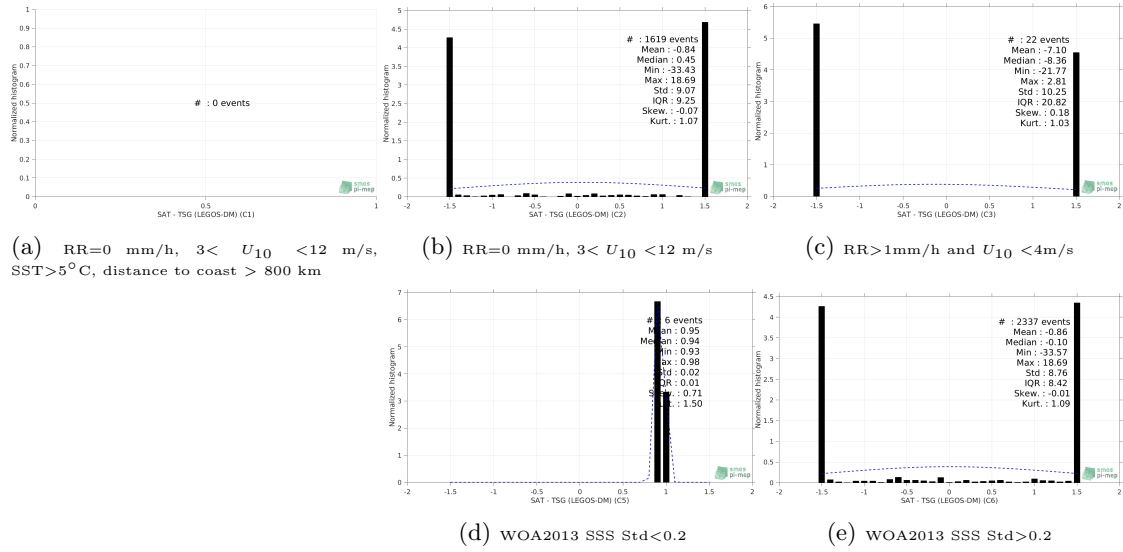 1
0.9
0.8
0.7
0.6
0.5
0.4
0.3
0.2
0.1
0
Normalized histogram
# : 0 events
smos
pi-mep
0 0.5 1
SAT - TSG (LEGOS-DM) (C1)
(a) RR=0 mm/h, 3< U10 <12 m/s,
SST>5°C, distance to coast > 800 km
5
4.5
4
3.5
3
2.5
2
1.5
1
0.5
0
Normalized histogram
# : 1619 events
Mean : -0.84
Median : 0.45
Min : -33.43
Max : 18.69
Std : 9.07
IQR : 9.25
Skew. : -0.07
Kurt. : 1.07
smos
pi-mep
-2 -1.5 -1 -0.5 0 0.5 1 1.5 2
SAT - TSG (LEGOS-DM) (C2)
(b) RR=0 mm/h, 3< U10 <12 m/s
6
5
4
3
2
1
0
Normalized histogram
# : 22 events
Mean : -7.10
Median : -8.36
Min : -21.77
Max : 2.81
Std : 10.25
IQR : 20.82
Skew. : 0.18
Kurt. : 1.03
smos
pi-mep
-2 -1.5 -1 -0.5 0 0.5 1 1.5 2
SAT - TSG (LEGOS-DM) (C3)
(c) RR>1mm/h and U10 <4m/s
7
6
5
4
3
2
1
0
Normalized histogram
# : 6 events
Mean : 0.95
Median : 0.94
Min : 0.93
Max : 0.98
Std : 0.02
IQR : 0.01
Skew. : 0.71
Kurt. : 1.50
smos
pi-mep
-2 -1.5 -1 -0.5 0 0.5 1 1.5 2
SAT - TSG (LEGOS-DM) (C5)
(d) WOA2013 SSS Std<0.2
4.5
4
3.5
3
2.5
2
1.5
1
0.5
0
Normalized histogram
# : 2337 events
Mean : -0.86
Median : -0.10
Min : -33.57
Max : 18.69
Std : 8.76
IQR : 8.42
Skew. : -0.01
Kurt. : 1.09
smos
pi-mep
-2 -1.5 -1 -0.5 0 0.5 1 1.5 2
SAT - TSG (LEGOS-DM) (C6)
(e) WOA2013 SSS Std>0.2